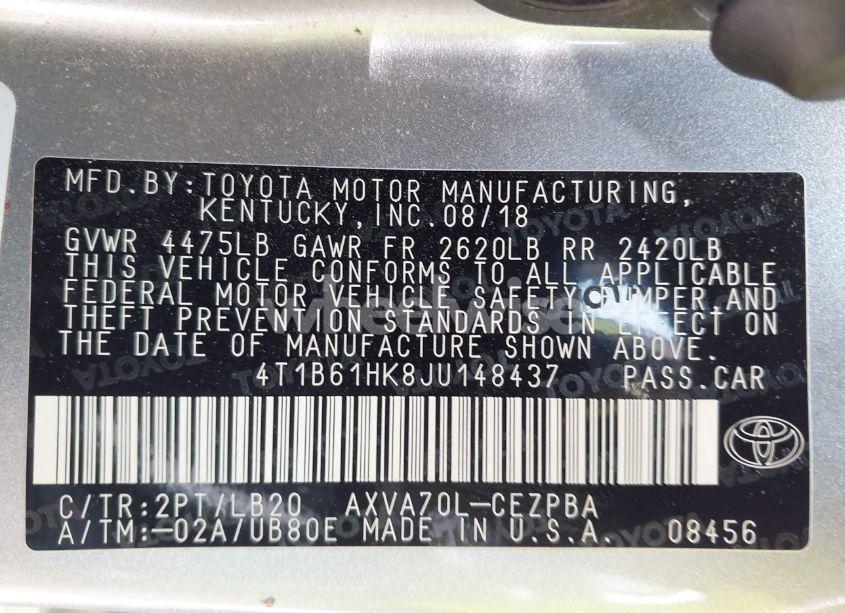 MFD.BY:TOYOTA MOTOR MANUFACTURING,
KENTUCKY,INC.08/18
GVWR 4475LB GAWR FR 2620LB RR 2420LB
THIS VEHICLE CONFORMS TO ALL APPLICABLE
FEDERAL MOTOR VEHICLE SAFETY, BUMPER AND
THEFT PREVENTION STANDARDS IN EFFECT ON
THE DATE OF MANUFACTURE SHOWN ABOVE.
4T1B61HK8JU148437 PASS.CAR
C/TR:2PT/LB20 AXVA70L-CEZPBA
A/TM:-02A7UB80E MADE IN U.S.A. 08456